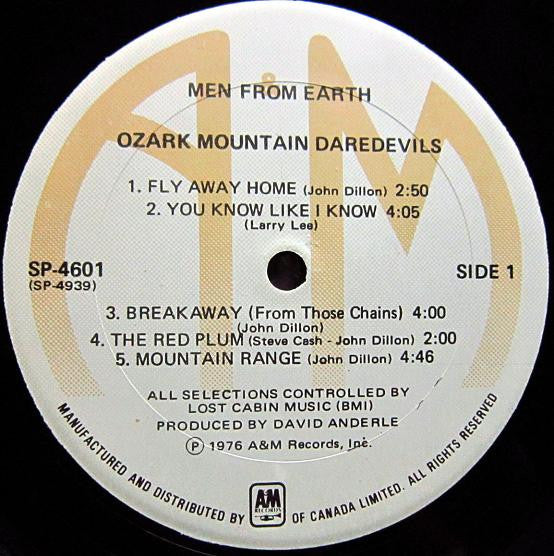 MEN FROM EARTH
OZARK MOUNTAIN DAREDEVILS
1. FLY AWAY HOME (John Dillon) 2:50
2. YOU KNOW LIKE I KNOW 4:05
(Larry Lee)
SP-4601
(SP-4939)
SIDE 1
3. BREAKAWAY (From Those Chains) 4:00
(John Dillon)
4. THE RED PLUM (Steve Cash - John Dillon) 2:00
5. MOUNTAIN RANGE (John Dillon) 4:46
ALL SELECTIONS CONTROLLED BY
LOST CABIN MUSIC (BMI)
PRODUCED BY DAVID ANDERLE
Ⓟ 1976 A&M Records, Inc.
MANUFACTURED AND DISTRIBUTED BY A&M RECORDS OF CANADA LIMITED. ALL RIGHTS RESERVED